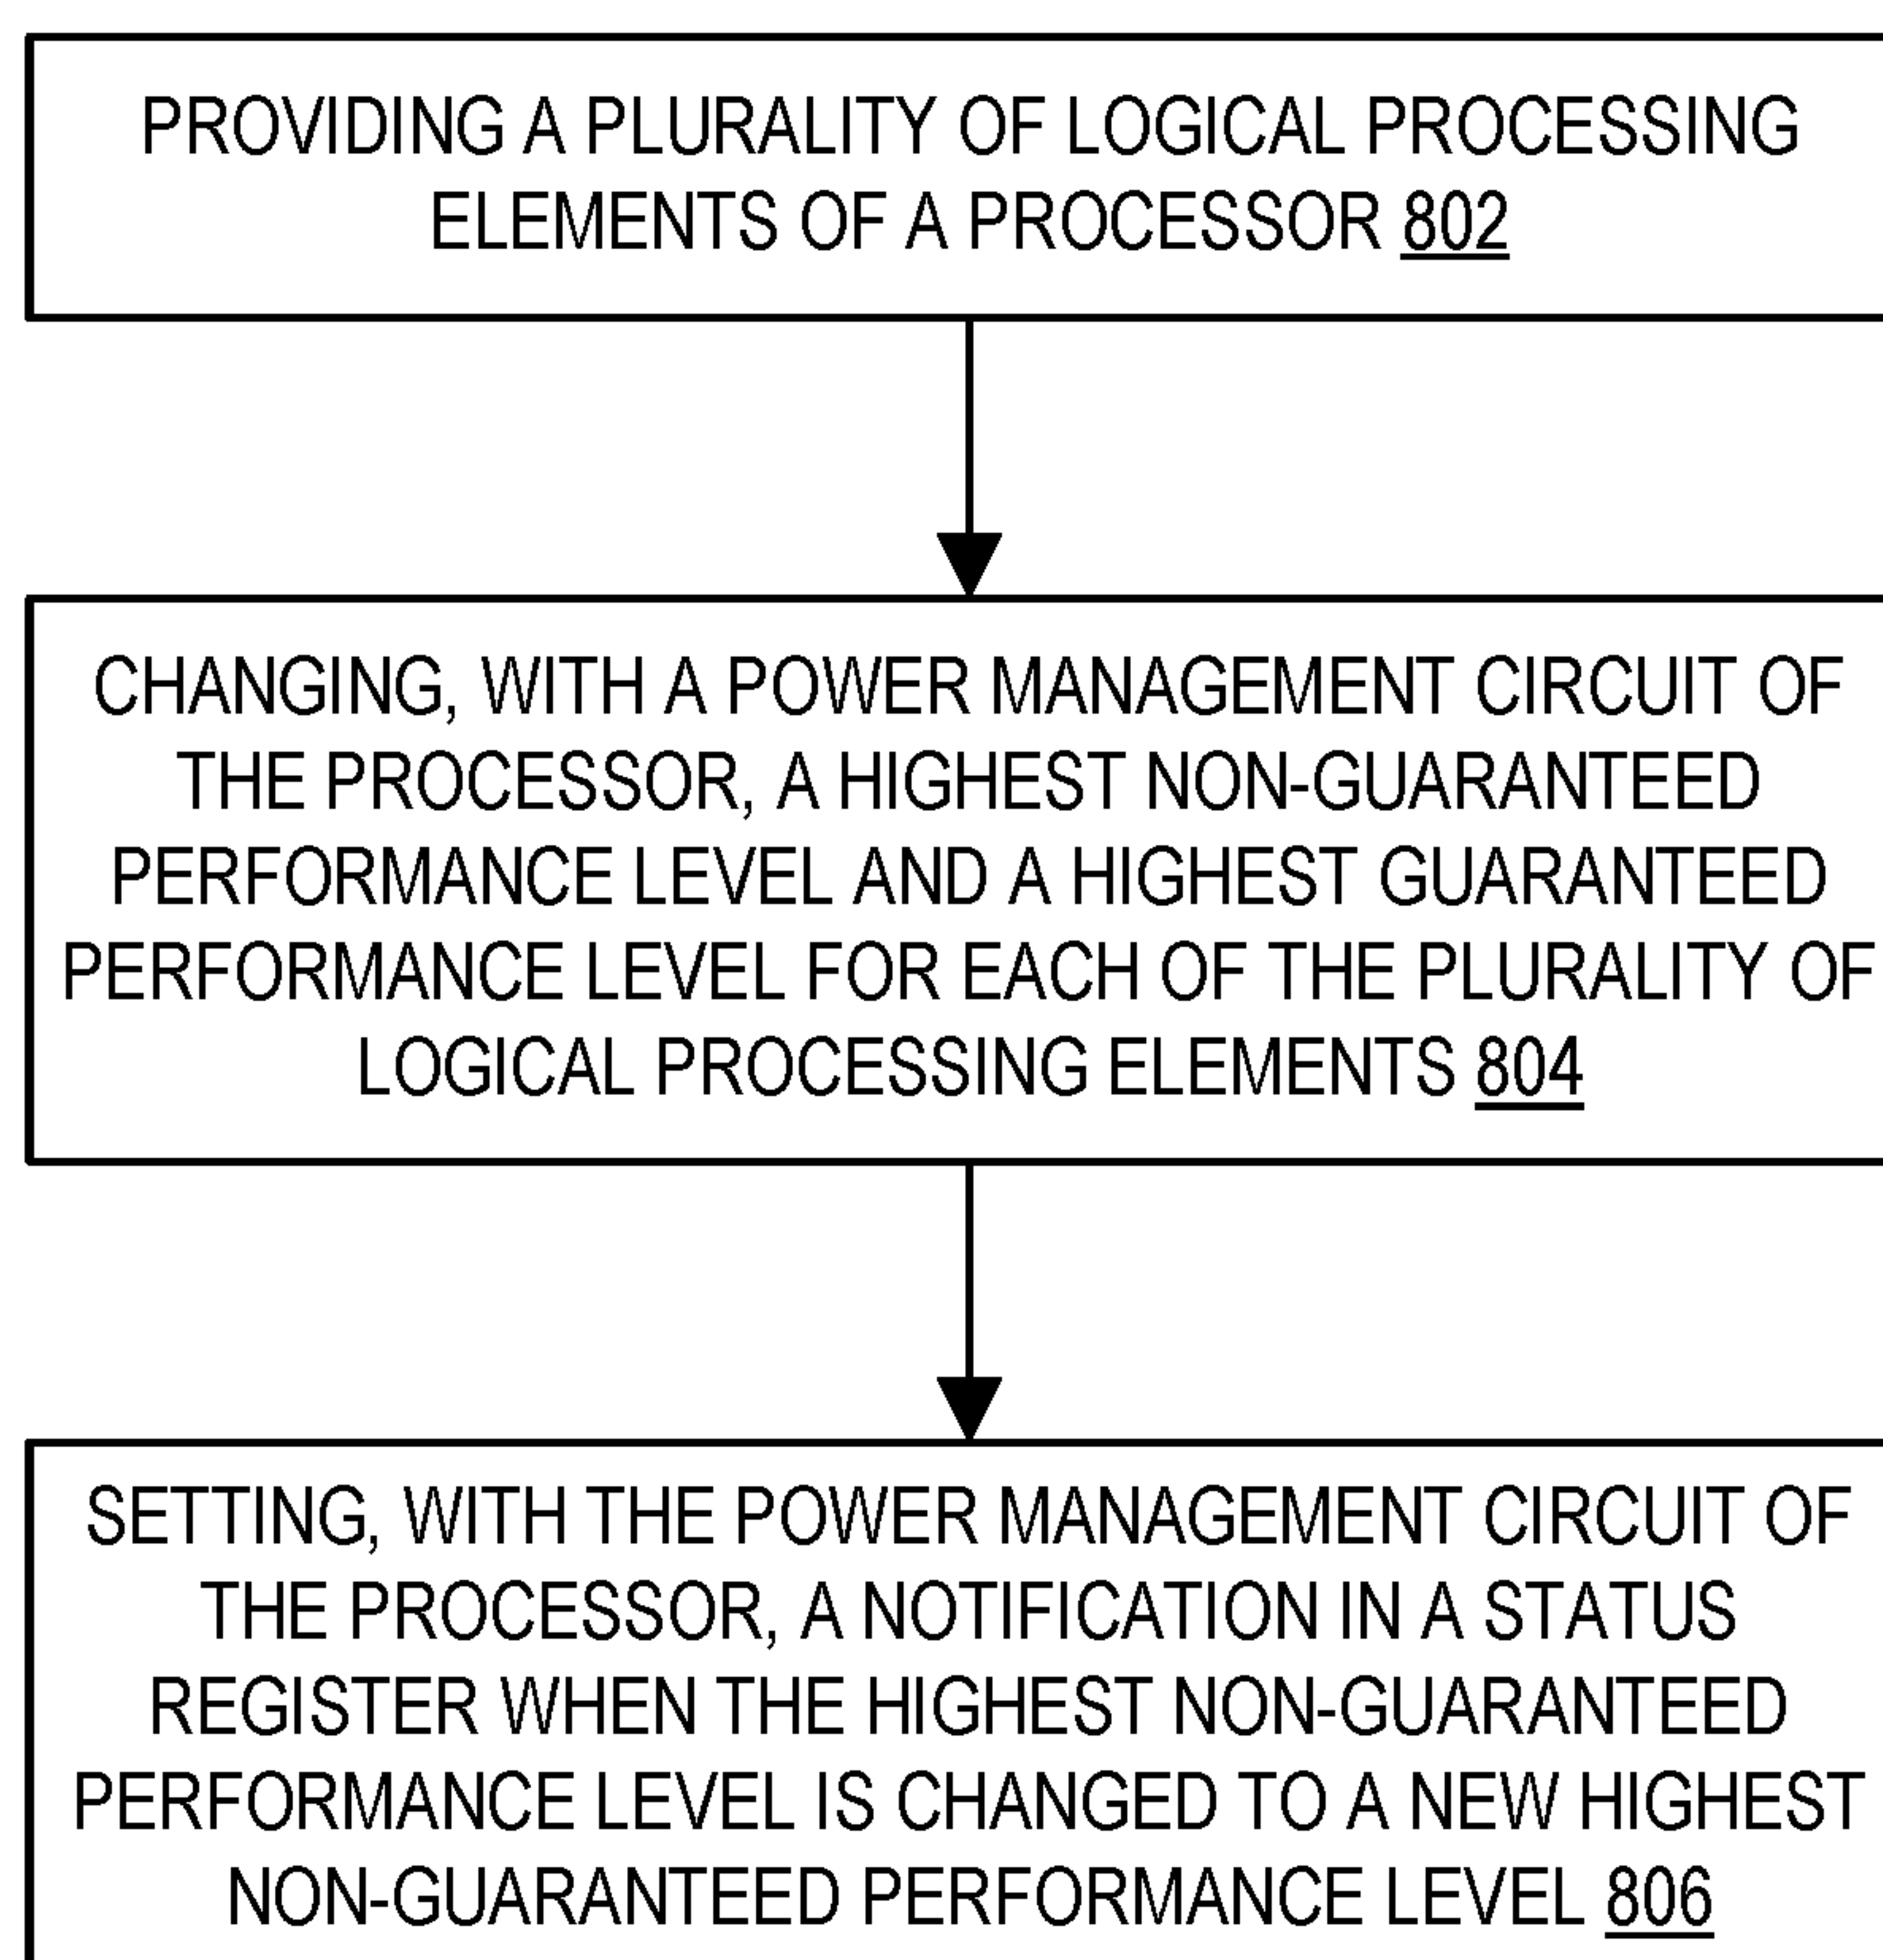 PROVIDING A PLURALITY OF LOGICAL PROCESSING
ELEMENTS OF A PROCESSOR 802
CHANGING, WITH A POWER MANAGEMENT CIRCUIT OF
THE PROCESSOR, A HIGHEST NON-GUARANTEED
PERFORMANCE LEVEL AND A HIGHEST GUARANTEED
PERFORMANCE LEVEL FOR EACH OF THE PLURALITY OF
LOGICAL PROCESSING ELEMENTS 804
SETTING, WITH THE POWER MANAGEMENT CIRCUIT OF
THE PROCESSOR, A NOTIFICATION IN A STATUS
REGISTER WHEN THE HIGHEST NON-GUARANTEED
PERFORMANCE LEVEL IS CHANGED TO A NEW HIGHEST
NON-GUARANTEED PERFORMANCE LEVEL 806